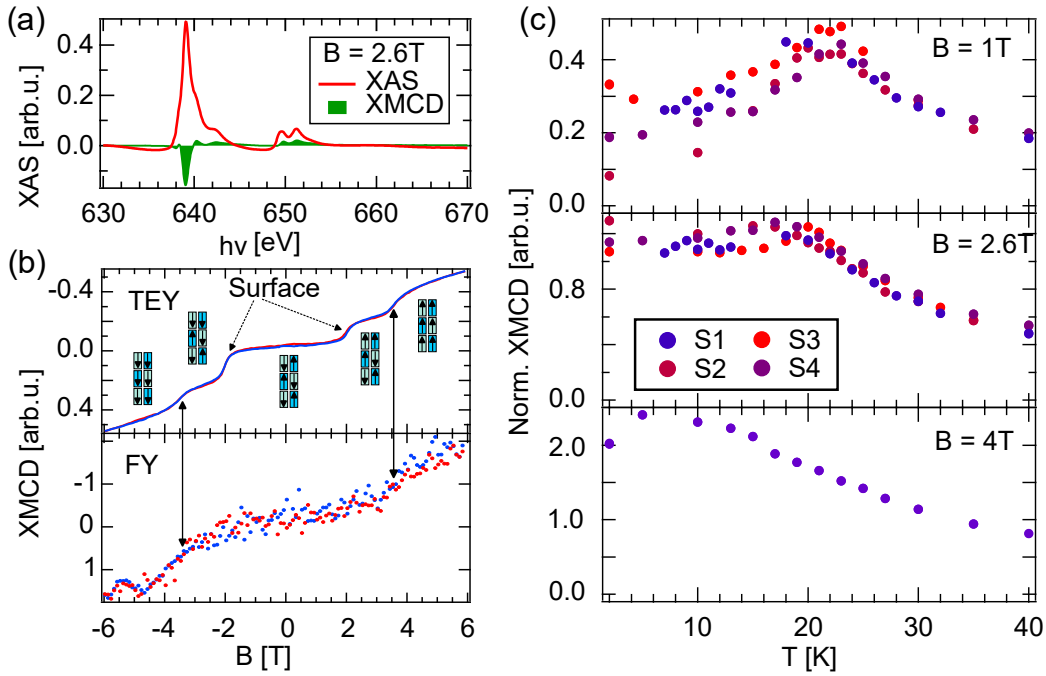 (a)
0.4
0.2
0.0
XAS [arb.u.]
B = 2.6T
XAS
XMCD
630
640
650
660
670
hν [eV]
(b)
-0.4
0.0
0.4
TEY
Surface
XMCD [arb.u.]
FY
-1
0
1
-6
-4
-2
0
2
4
6
B [T]
(c)
B = 1T
0.4
0.2
0.0
B = 2.6T
0.8
0.0
S1
S3
S2
S4
Norm. XMCD [arb.u.]
B = 4T
2.0
1.0
0.0
0
10
20
30
40
T [K]